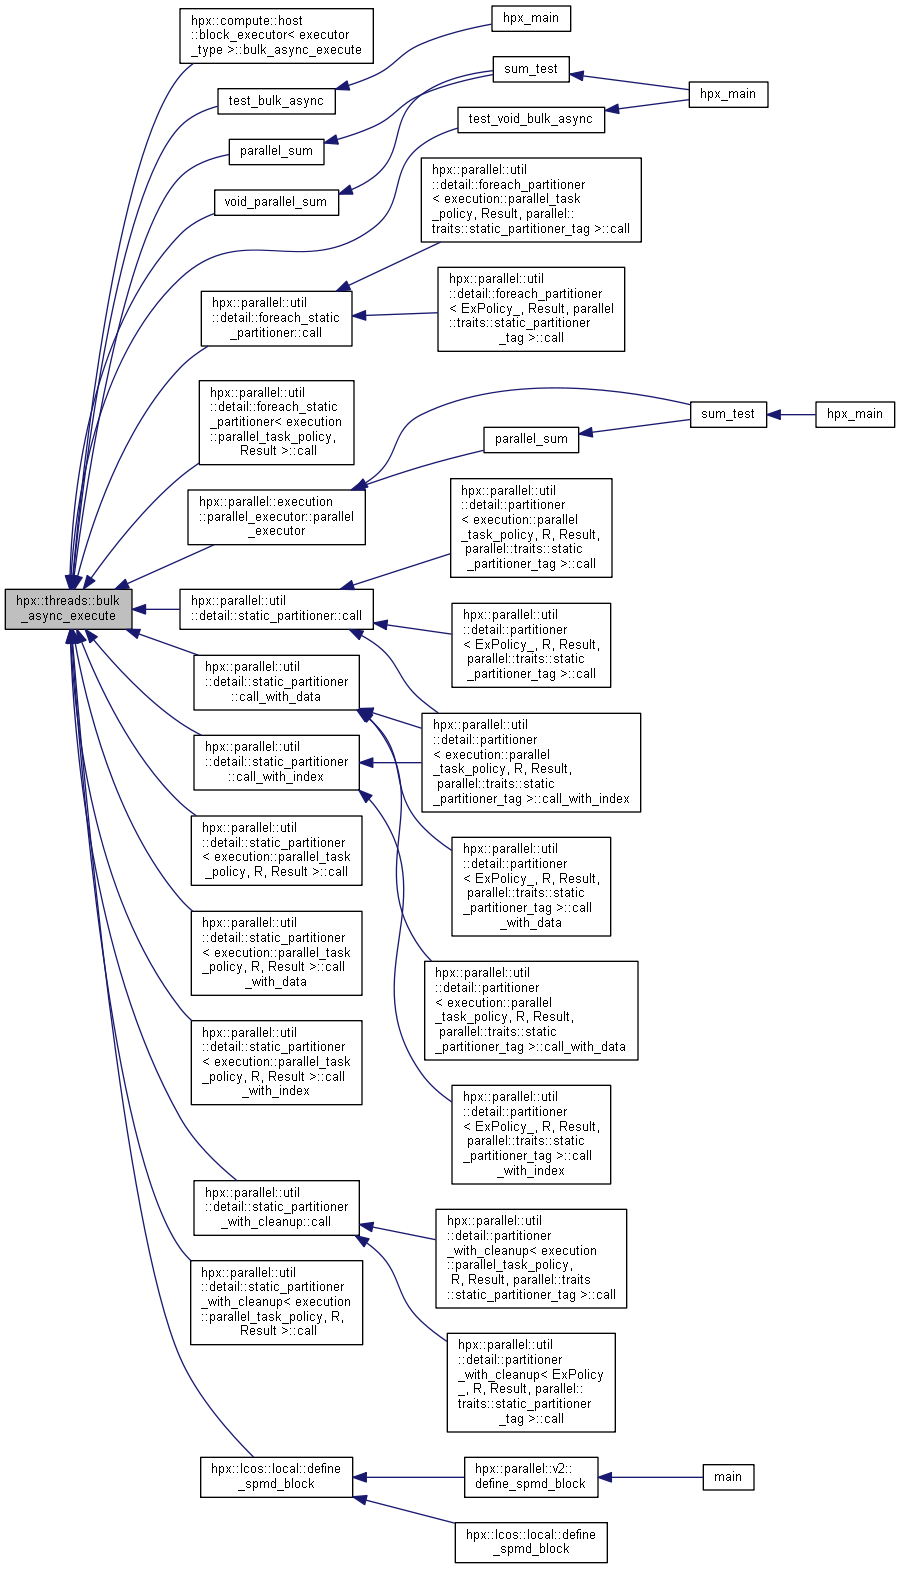 hpx::compute::host
::block_executor< executor
_type >::bulk_async_execute
hpx_main
test_bulk_async
sum_test
hpx_main
parallel_sum
test_void_bulk_async
void_parallel_sum
hpx::parallel::util
::detail::foreach_partitioner
< execution::parallel_task
_policy, Result, parallel::
traits::static_partitioner_tag >::call
hpx::parallel::util
::detail::foreach_static
_partitioner::call
hpx::parallel::util
::detail::foreach_partitioner
< ExPolicy_, Result, parallel
::traits::static_partitioner
_tag >::call
hpx::parallel::util
::detail::foreach_static
_partitioner< execution
::parallel_task_policy,
Result >::call
sum_test
hpx_main
parallel_sum
hpx::parallel::execution
::parallel_executor::parallel
_executor
hpx::parallel::util
::detail::partitioner
< execution::parallel
_task_policy, R, Result,
parallel::traits::static
_partitioner_tag >::call
hpx::threads::bulk
_async_execute
hpx::parallel::util
::detail::static_partitioner::call
hpx::parallel::util
::detail::partitioner
< ExPolicy_, R, Result,
parallel::traits::static
_partitioner_tag >::call
hpx::parallel::util
::detail::static_partitioner
::call_with_data
hpx::parallel::util
::detail::partitioner
< execution::parallel
_task_policy, R, Result,
parallel::traits::static
_partitioner_tag >::call_with_index
hpx::parallel::util
::detail::static_partitioner
::call_with_index
hpx::parallel::util
::detail::static_partitioner
< execution::parallel_task
_policy, R, Result >::call
hpx::parallel::util
::detail::partitioner
< ExPolicy_, R, Result,
parallel::traits::static
_partitioner_tag >::call
_with_data
hpx::parallel::util
::detail::static_partitioner
< execution::parallel_task
_policy, R, Result >::call
_with_data
hpx::parallel::util
::detail::partitioner
< execution::parallel
_task_policy, R, Result,
parallel::traits::static
_partitioner_tag >::call_with_data
hpx::parallel::util
::detail::static_partitioner
< execution::parallel_task
_policy, R, Result >::call
_with_index
hpx::parallel::util
::detail::partitioner
< ExPolicy_, R, Result,
parallel::traits::static
_partitioner_tag >::call
_with_index
hpx::parallel::util
::detail::static_partitioner
_with_cleanup::call
hpx::parallel::util
::detail::partitioner
_with_cleanup< execution
::parallel_task_policy,
R, Result, parallel::traits
::static_partitioner_tag >::call
hpx::parallel::util
::detail::static_partitioner
_with_cleanup< execution
::parallel_task_policy, R,
Result >::call
hpx::parallel::util
::detail::partitioner
_with_cleanup< ExPolicy
_, R, Result, parallel::
traits::static_partitioner
_tag >::call
hpx::lcos::local::define
_spmd_block
hpx::parallel::v2::
define_spmd_block
main
hpx::lcos::local::define
_spmd_block